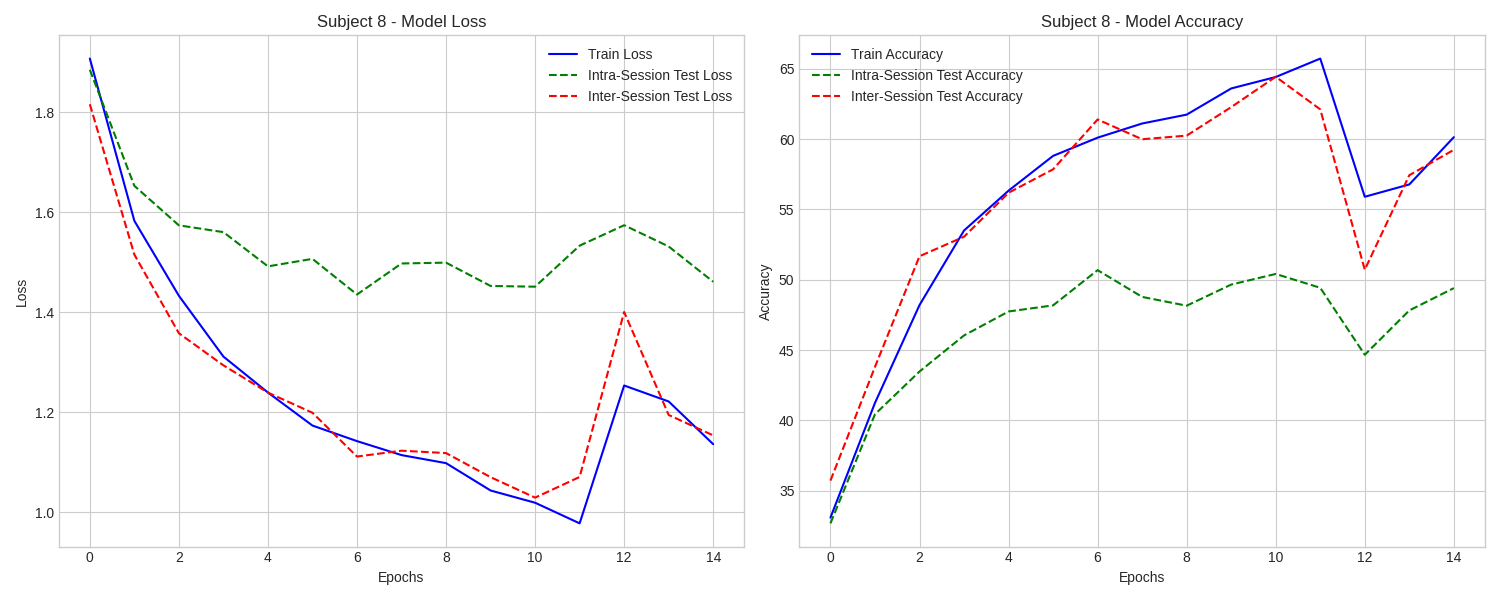 Subject 8 - Model Loss
Train Loss
Intra-Session Test Loss
Inter-Session Test Loss
Loss
1.8
1.6
1.4
1.2
1.0
0 2 4 6 8 10 12 14
Epochs
Subject 8 - Model Accuracy
Train Accuracy
Intra-Session Test Accuracy
Inter-Session Test Accuracy
Accuracy
65
60
55
50
45
40
35
0 2 4 6 8 10 12 14
Epochs